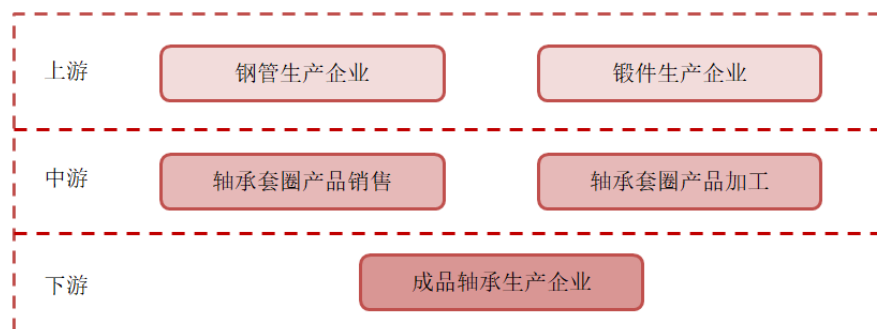 上游
钢管生产企业
锻件生产企业
中游
轴承套圈产品销售
轴承套圈产品加工
下游
成品轴承生产企业